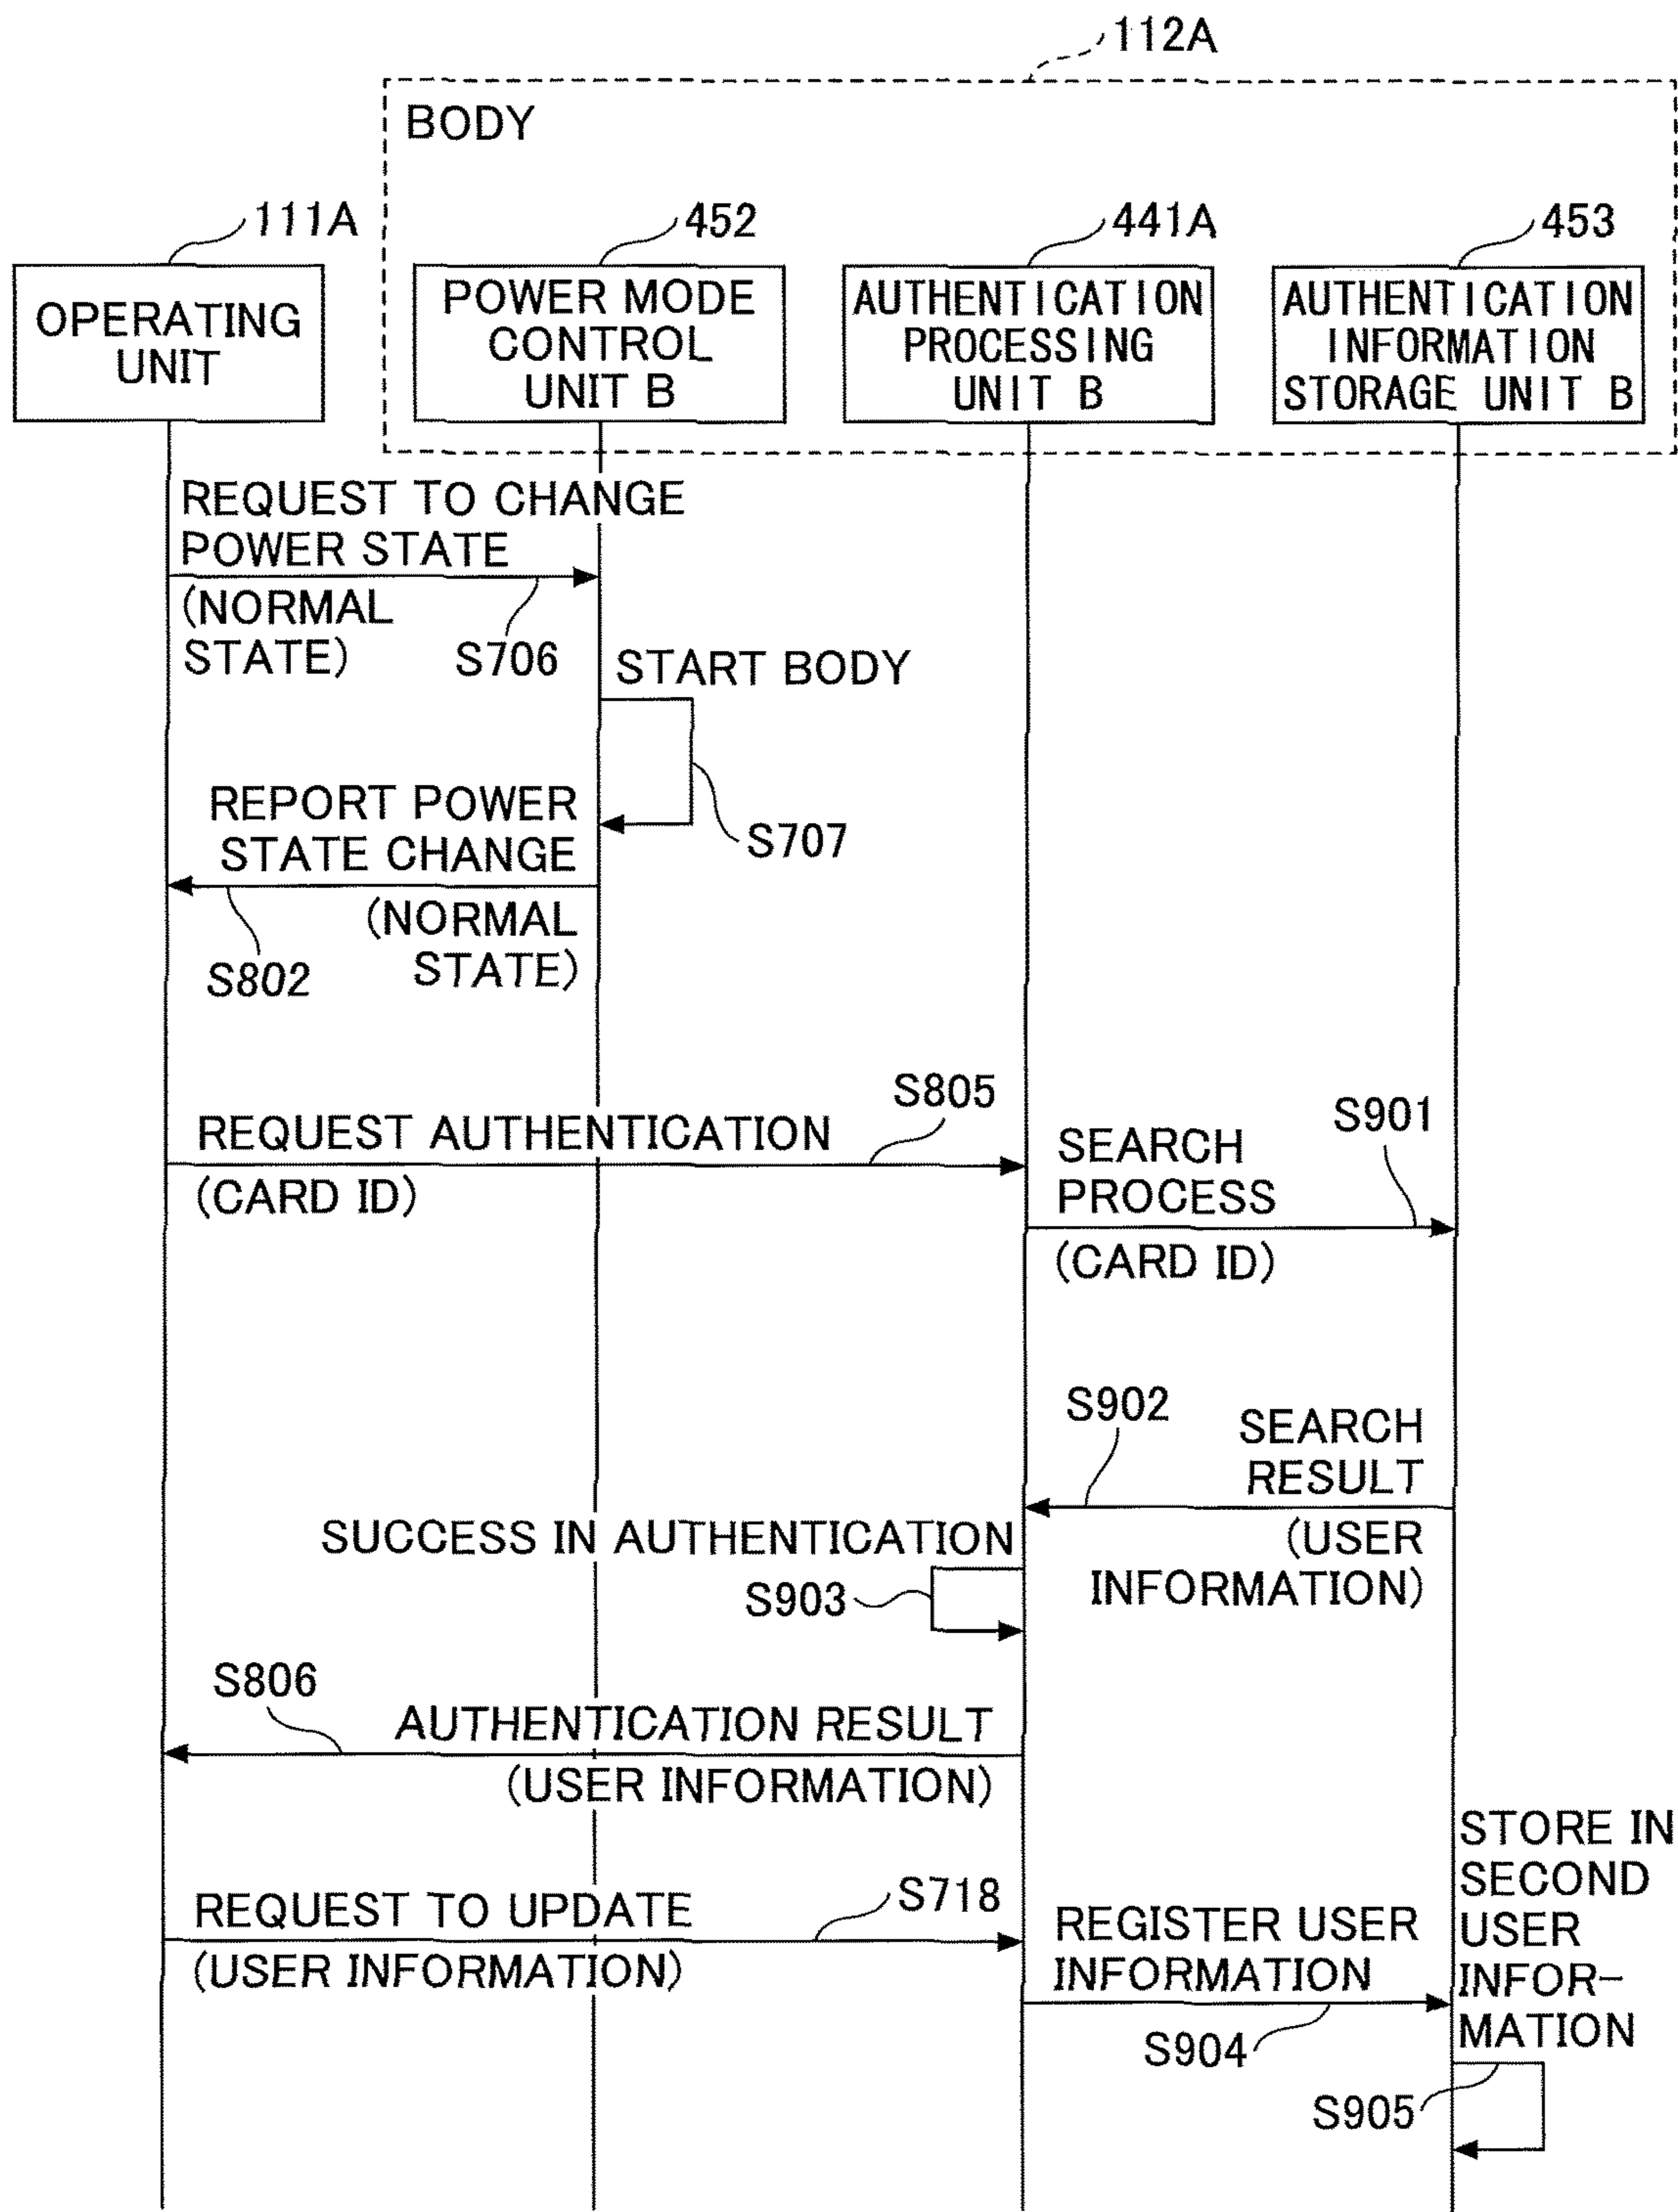 112A
BODY
111A
452
441A
453
OPERATING
UNIT
POWER MODE
CONTROL
UNIT B
AUTHENTICATION
PROCESSING
UNIT B
AUTHENTICATION
INFORMATION
STORAGE UNIT B
REQUEST TO CHANGE
POWER STATE
(NORMAL
STATE)
S706
START BODY
S707
REPORT POWER
STATE CHANGE
(NORMAL
STATE)
S802
S805
REQUEST AUTHENTICATION
(CARD ID)
S901
SEARCH
PROCESS
(CARD ID)
S902
SEARCH
RESULT
(USER
INFORMATION)
SUCCESS IN AUTHENTICATION
S903
S806
AUTHENTICATION RESULT
(USER INFORMATION)
S718
REQUEST TO UPDATE
(USER INFORMATION)
REGISTER USER
INFORMATION
S904
STORE IN
SECOND
USER
INFOR-
MATION
S905